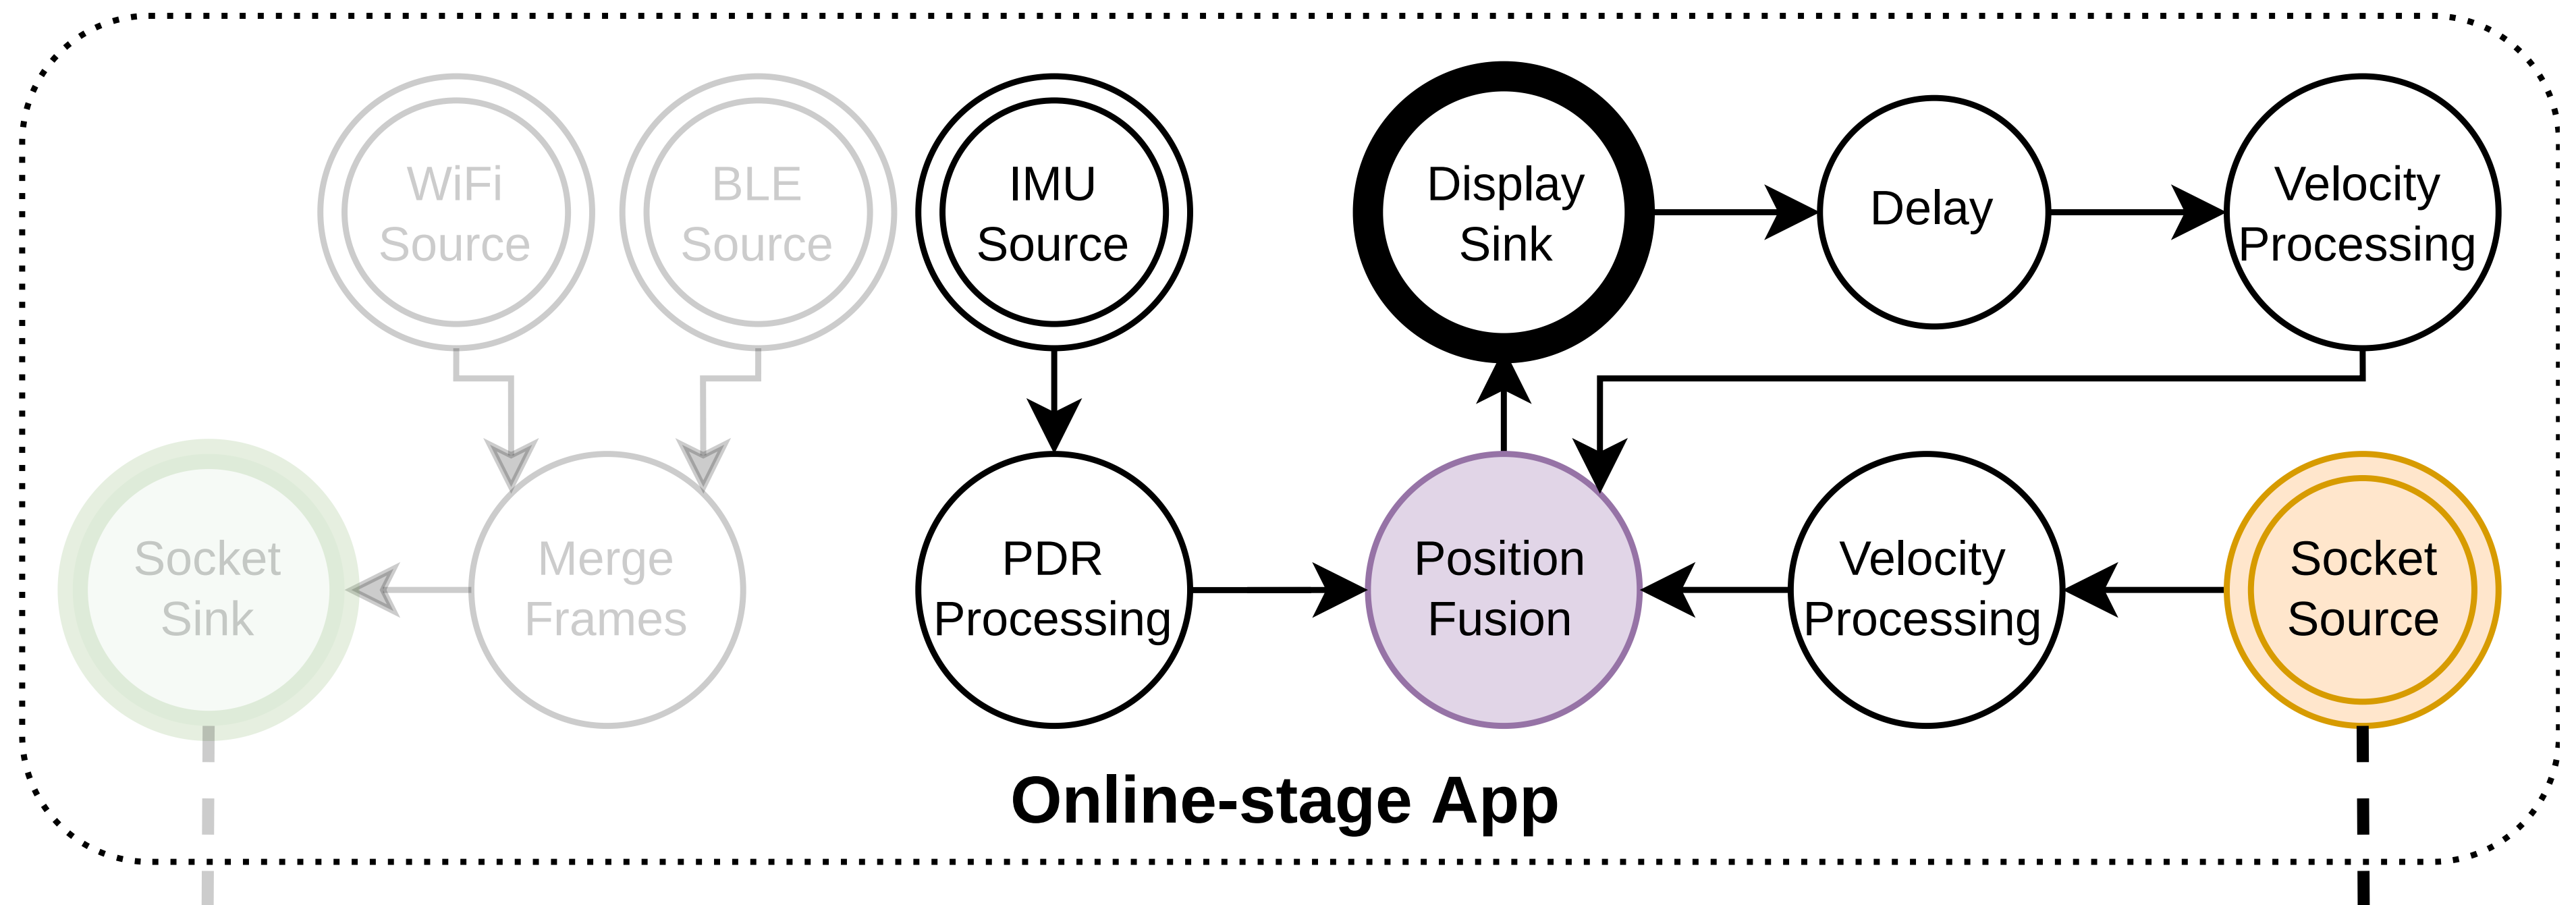 WiFi
Source
BLE
Source
IMU
Source
Display
Sink
Delay
Velocity
Processing
Socket
Sink
Merge
Frames
PDR
Processing
Position
Fusion
Velocity
Processing
Socket
Source
Online-stage App